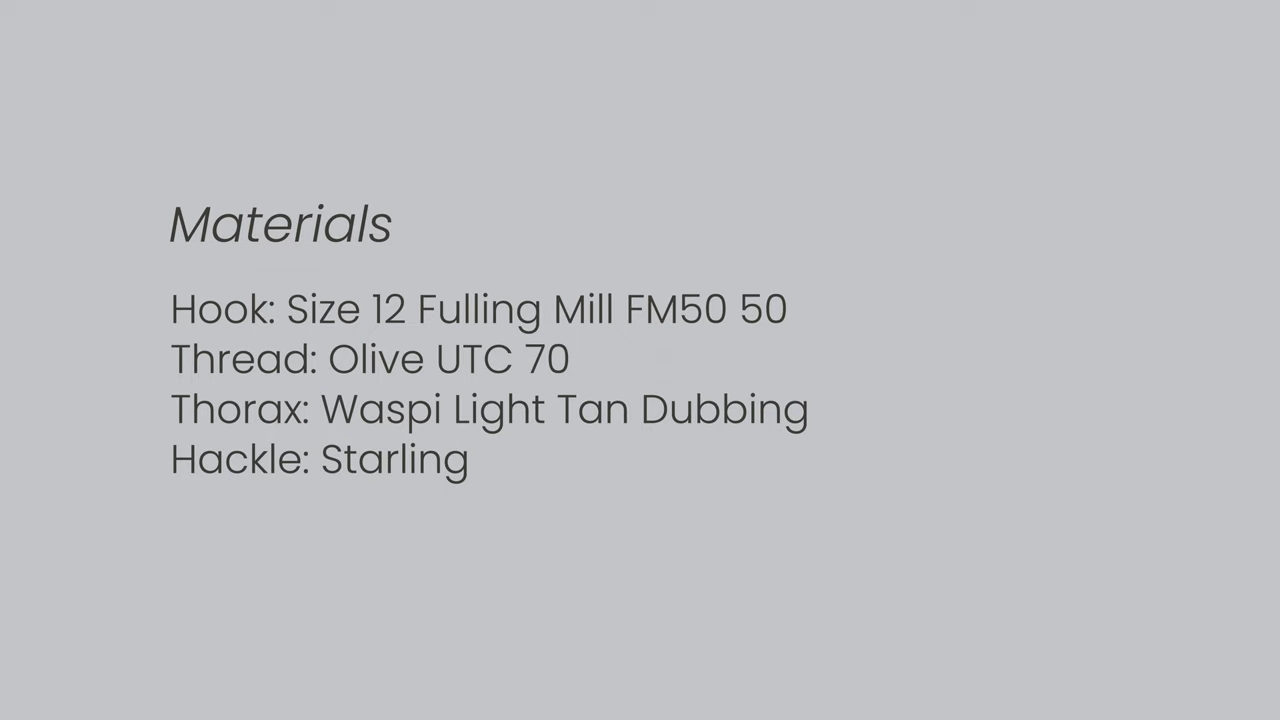 Materials
Hook: Size 12 Fulling Mill FM50 50
Thread: Olive UTC 70
Thorax: Waspi Light Tan Dubbing
Hackle: Starling